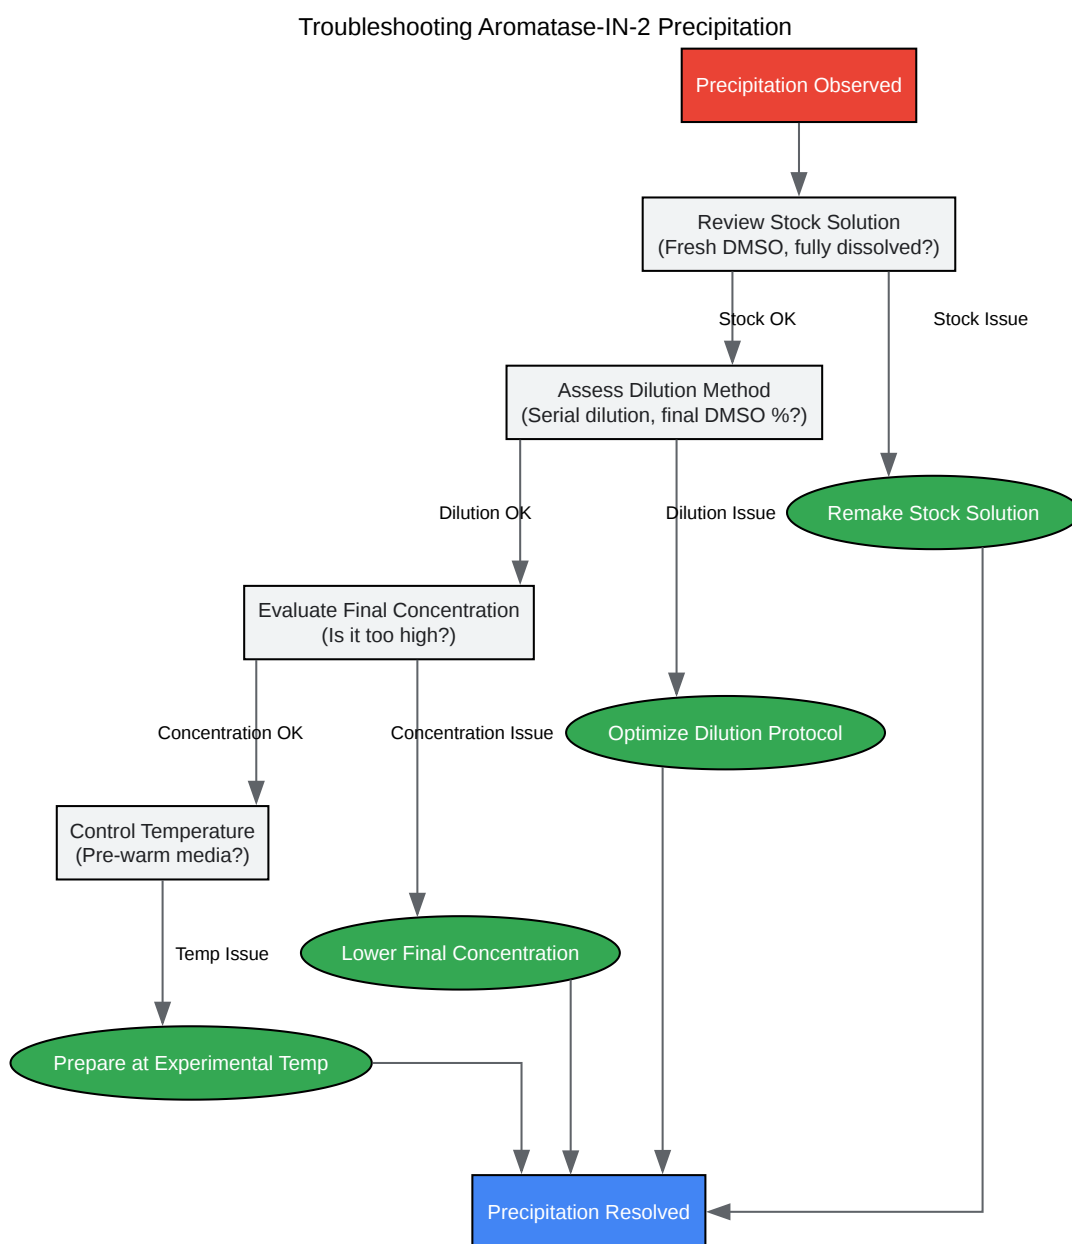 Troubleshooting Aromatase-IN-2 Precipitation
Precipitation Observed
Review Stock Solution
(Fresh DMSO, fully dissolved?)
Stock OK
Stock Issue
Assess Dilution Method
(Serial dilution, final DMSO %?)
Dilution OK
Dilution Issue
Remake Stock Solution
Evaluate Final Concentration
(Is it too high?)
Concentration OK
Concentration Issue
Optimize Dilution Protocol
Control Temperature
(Pre-warm media?)
Temp Issue
Lower Final Concentration
Prepare at Experimental Temp
Precipitation Resolved